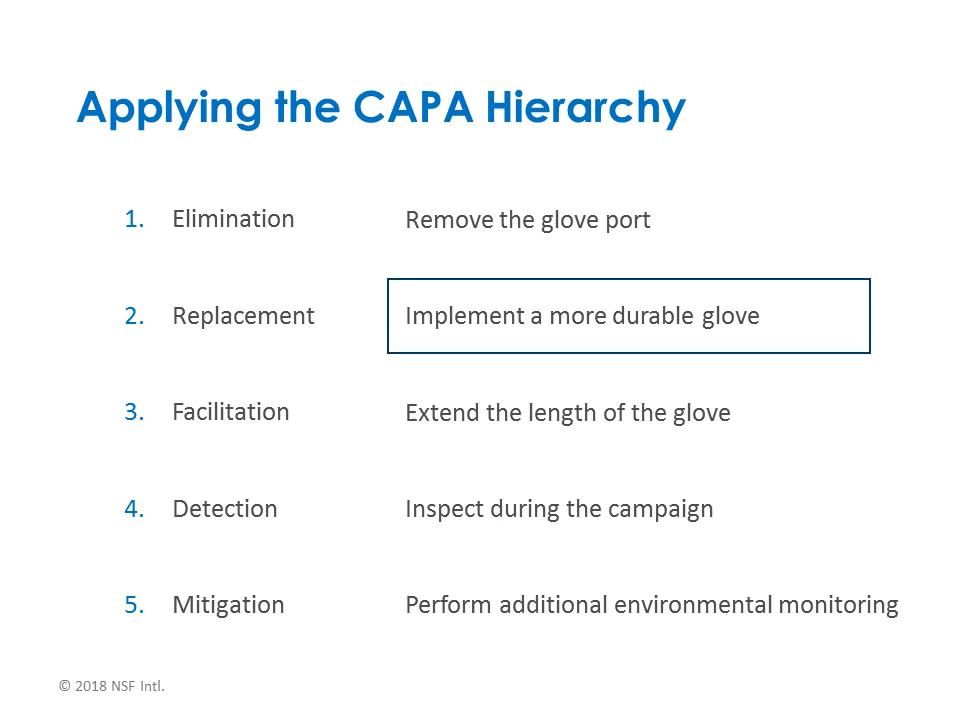 Applying the CAPA Hierarchy
1. Elimination Remove the glove port
2. Replacement Implement a more durable glove
3. Facilitation Extend the length of the glove
4. Detection Inspect during the campaign
5. Mitigation Perform additional environmental monitoring
© 2018 NSF Intl.